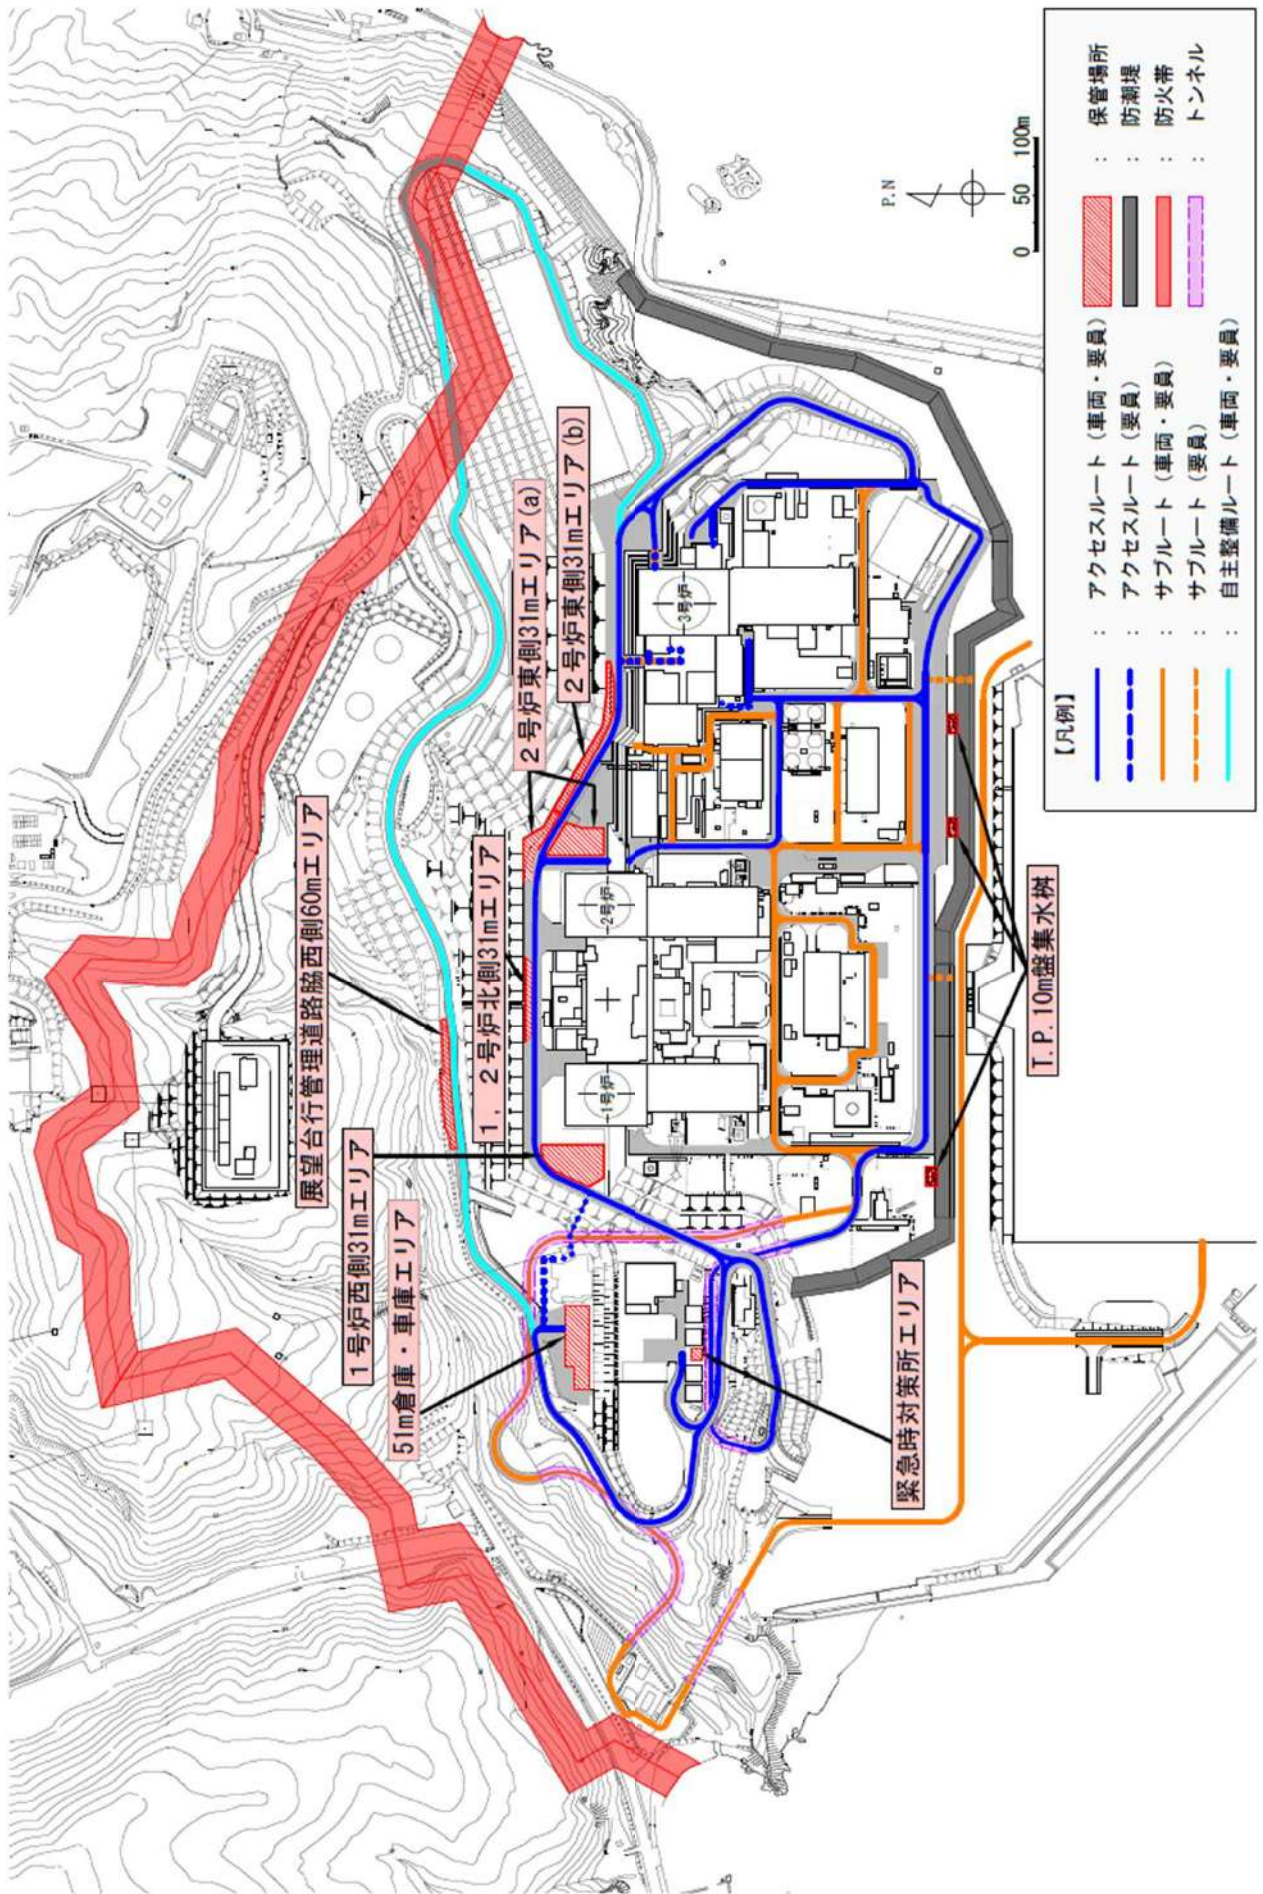 展望台行管理道路脇西側60mエリア
1号炉西側31mエリア
51m倉庫・車庫エリア
1，2号炉北側31mエリア
2号炉東側31mエリア(a)
2号炉東側31mエリア(b)
1号炉
2号炉
3号炉
緊急時対策所エリア
T.P.10m盤集水桝
P.N
0 50 100m
【凡例】
： アクセスルート（車両・要員）
： アクセスルート（要員）
： サブルート（車両・要員）
： サブルート（要員）
： 自主整備ルート（車両・要員）
： 保管場所
： 防潮堤
： 防火帯
： トンネル